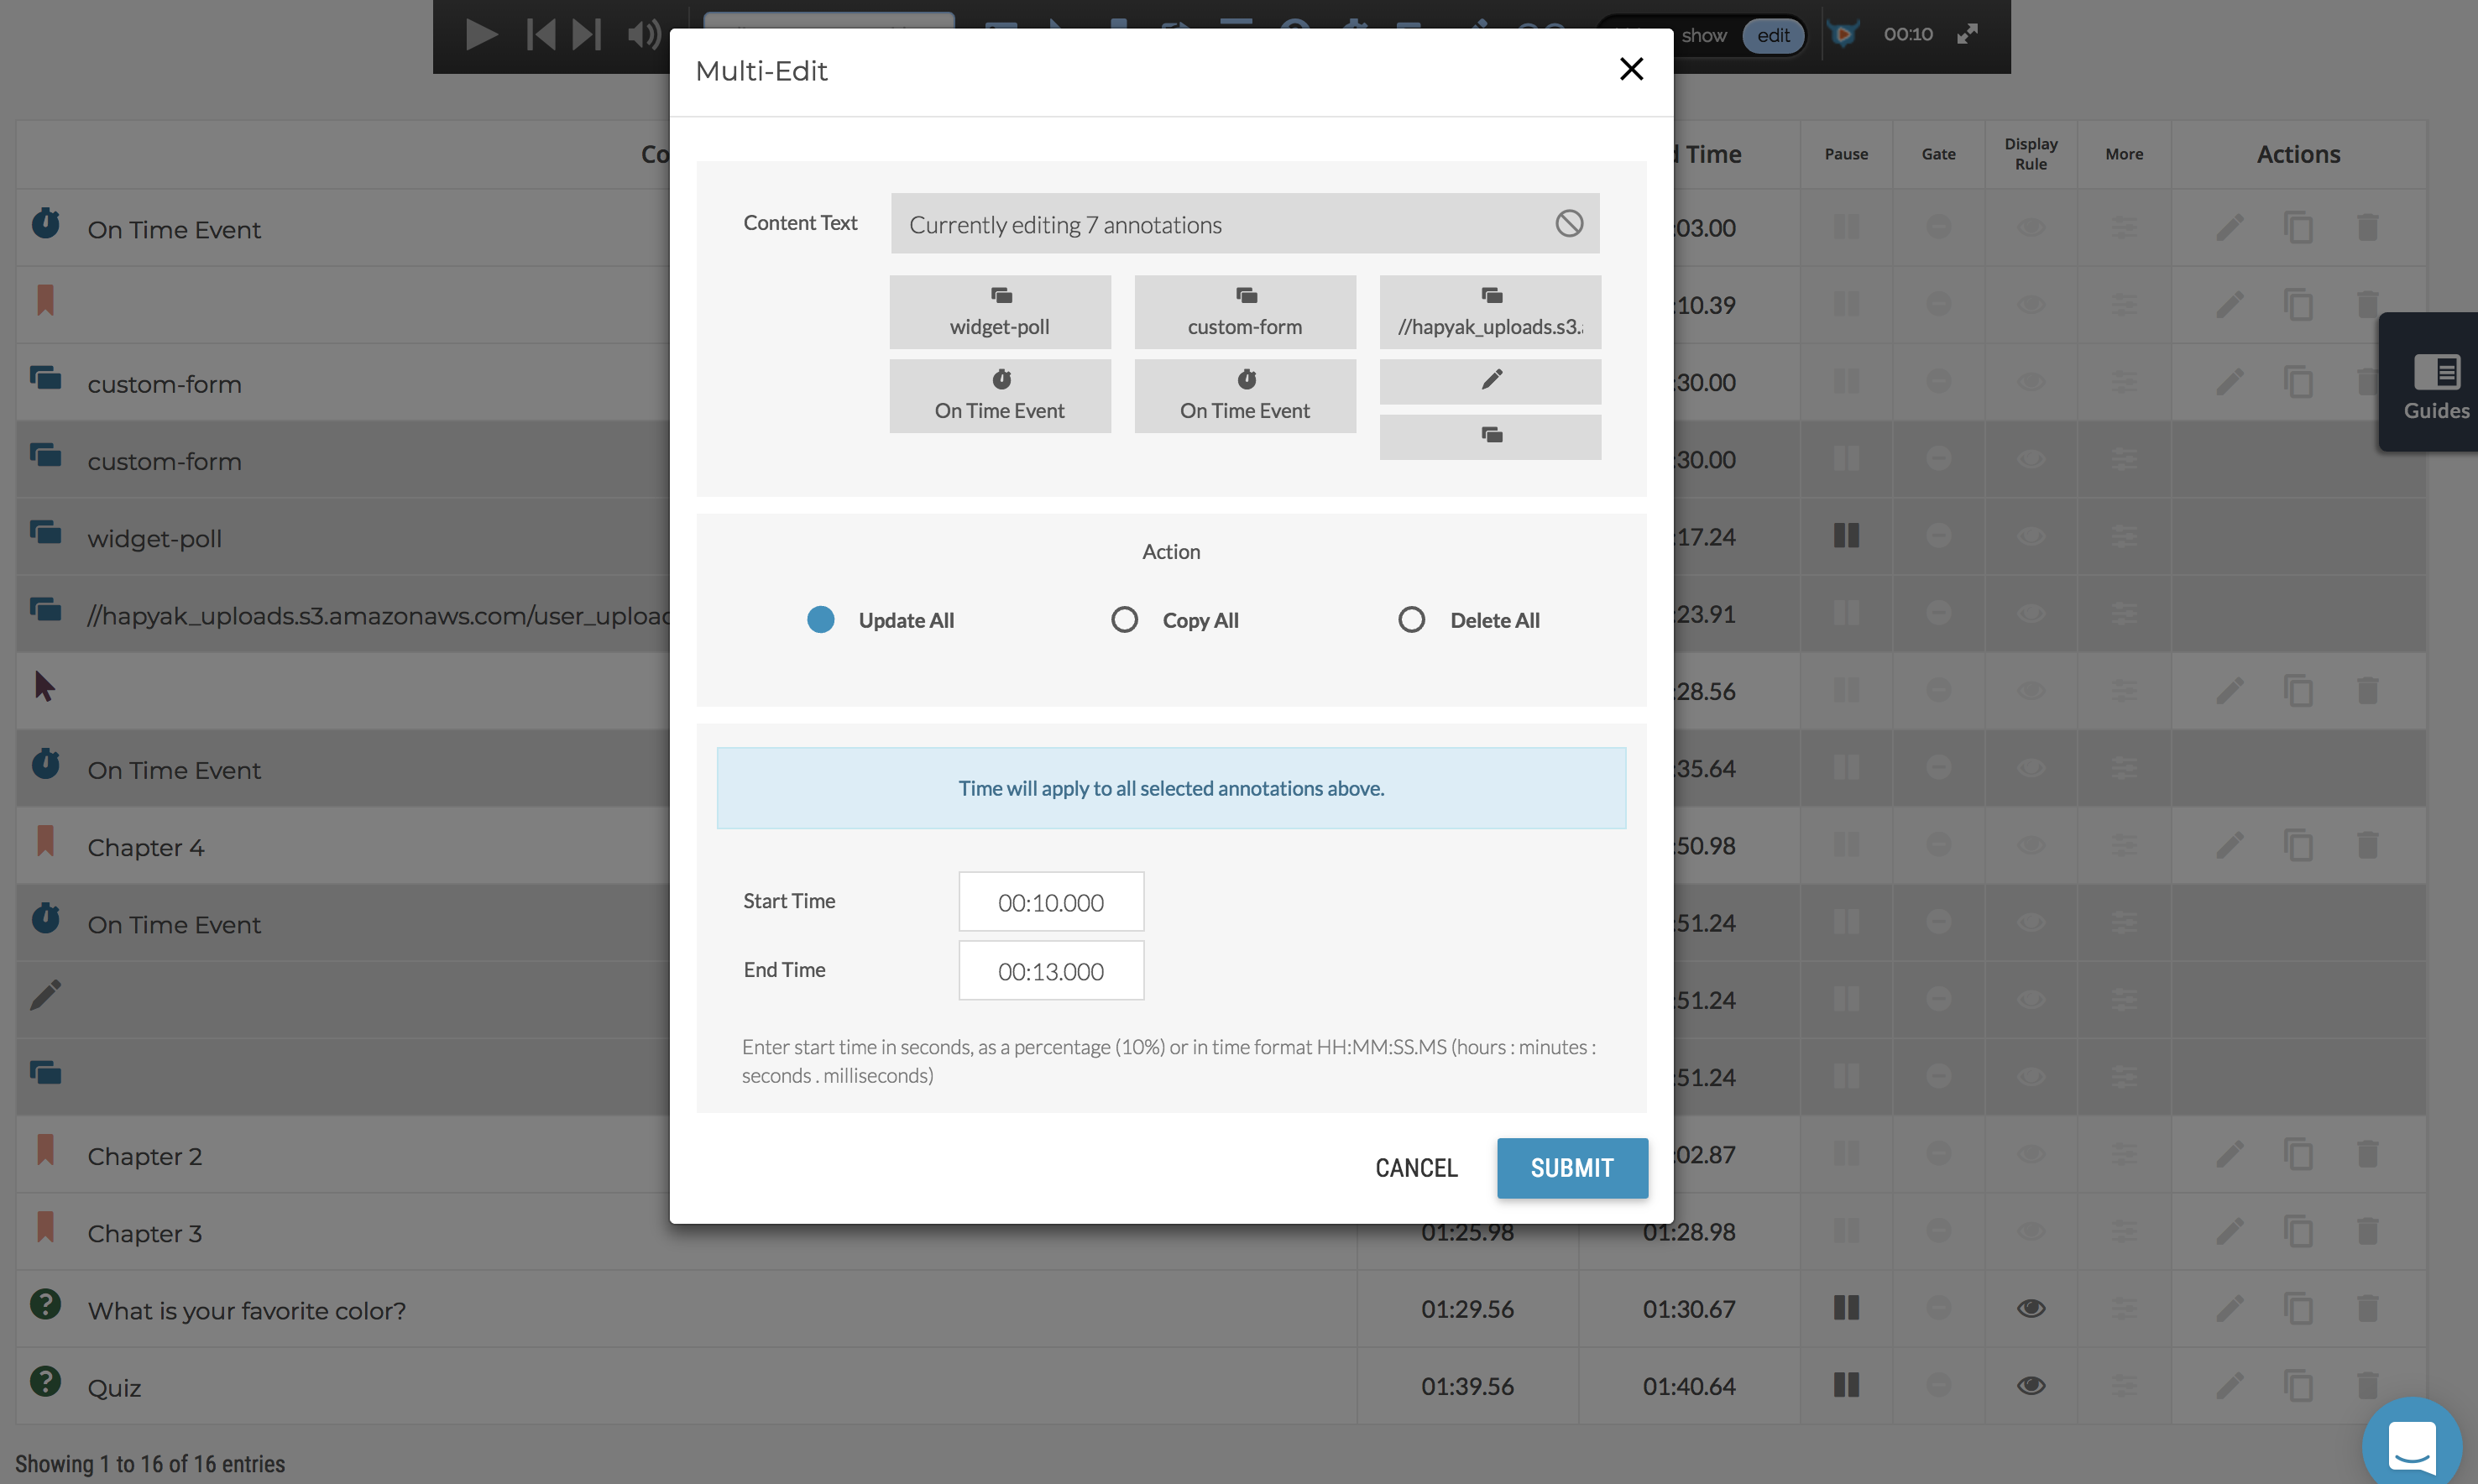 show
edit
00:10
Multi-Edit
Time
Pause
Gate
Display
Rule
More
Actions
Content Text
Currently editing 7 annotations
widget-poll
custom-form
//hapyak_uploads.s3.
On Time Event
On Time Event
Action
Update All
Copy All
Delete All
Time will apply to all selected annotations above.
Start Time
00:10.000
End Time
00:13.000
Enter start time in seconds, as a percentage (10%) or in time format HH:MM:SS.MS (hours : minutes :
seconds . milliseconds)
CANCEL
SUBMIT
Guides
On Time Event
:03.00
:10.39
custom-form
:30.00
custom-form
:30.00
widget-poll
:17.24
//hapyak_uploads.s3.amazonaws.com/user_uploa
:23.91
:28.56
On Time Event
:35.64
Chapter 4
:50.98
On Time Event
:51.24
:51.24
:51.24
Chapter 2
:02.87
Chapter 3
01:25.98
01:28.98
What is your favorite color?
01:29.56
01:30.67
Quiz
01:39.56
01:40.64
Showing 1 to 16 of 16 entries